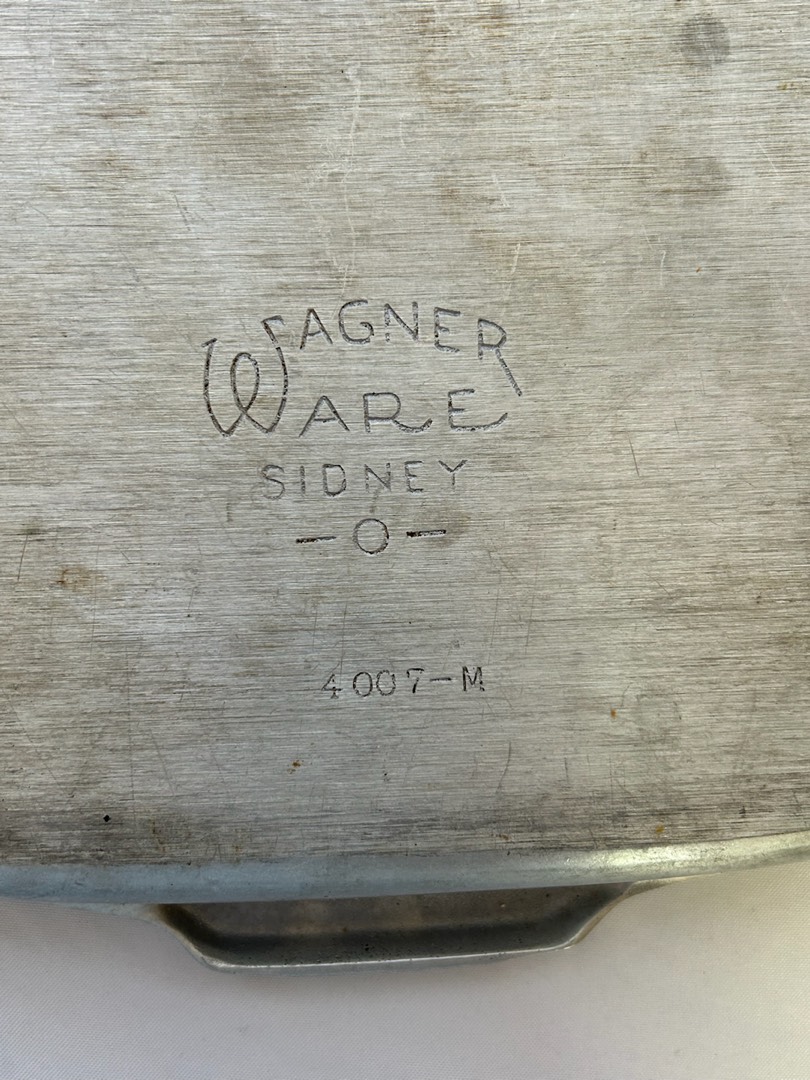 WAGNER
WARE
SIDNEY
-O-
4007-M